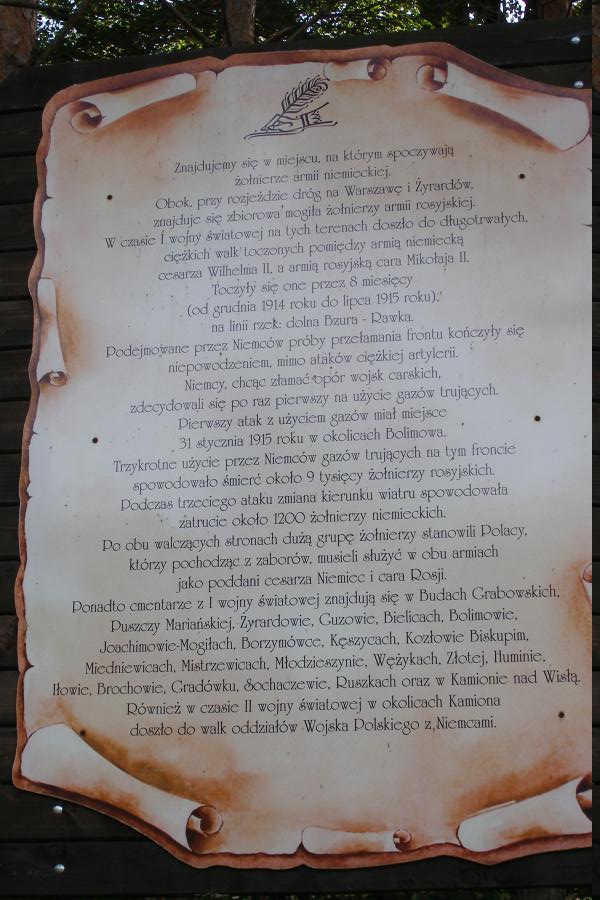 Znajdujemy się w miejscu, na którym spoczywają
żołnierze armii niemieckiej.
Obok, przy rozjeździe dróg na Warszawę i Żyrardów,
znajduje się zbiorowa mogiła żołnierzy armii rosyjskiej.
W czasie I wojny światowej na tych terenach doszło do długotrwałych,
ciężkich walk toczonych pomiędzy armią niemiecką
cesarza Wilhelma II, a armią rosyjską cara Mikołaja II.
Toczyły się one przez 8 miesięcy
(od grudnia 1914 roku do lipca 1915 roku),
na linii rzek: dolna Bzura - Rawka.
Podejmowane przez Niemców próby przełamania frontu kończyły się
niepowodzeniem, mimo ataków ciężkiej artylerii.
Niemcy, chcąc złamać opór wojsk carskich,
zdecydowali się po raz pierwszy na użycie gazów trujących.
Pierwszy atak z użyciem gazów miał miejsce
31 stycznia 1915 roku w okolicach Bolimowa.
Trzykrotne użycie przez Niemców gazów trujących na tym froncie
spowodowało śmierć około 9 tysięcy żołnierzy rosyjskich.
Podczas trzeciego ataku zmiana kierunku wiatru spowodowała
zatrucie około 1200 żołnierzy niemieckich.
Po obu walczących stronach dużą grupę żołnierzy stanowili Polacy,
którzy pochodząc z zaborów, musieli służyć w obu armiach
jako poddani cesarza Niemiec i cara Rosji.
Ponadto cmentarze z I wojny światowej znajdują się w Budach Grabowskich,
Puszczy Mariańskiej, Żyrardowie, Guzowie, Bielicach, Bolimowie,
Joachimowie-Mogiłach, Borzymówce, Kęszycach, Kozłowie Biskupim,
Miedniewicach, Mistrzewicach, Młodzieszynie, Wężykach, Złotej, Huminie,
Iłowie, Brochowie, Gradówku, Sochaczewie, Ruszkach oraz w Kamionie nad Wisłą.
Również w czasie II wojny światowej w okolicach Kamiona
doszło do walk oddziałów Wojska Polskiego z Niemcami.